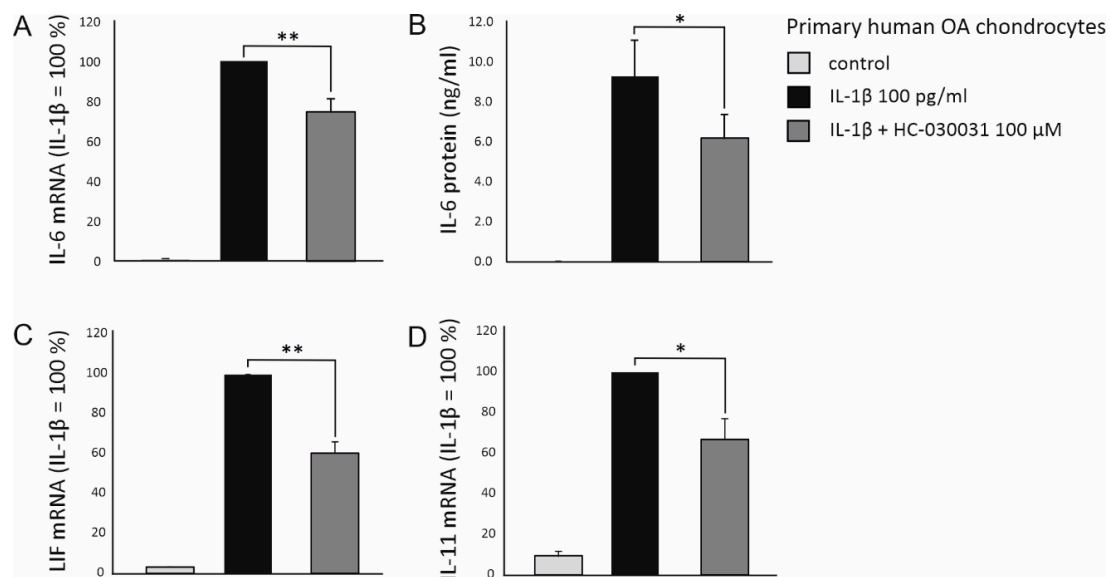 A
IL-6 mRNA (IL-1β = 100 %)
120
100
80
60
40
20
0
**
B
IL-6 protein (ng/ml)
12.0
10.0
8.0
6.0
4.0
2.0
0.0
*
Primary human OA chondrocytes
control
IL-1β 100 pg/ml
IL-1β + HC-030031 100 µM
C
LIF mRNA (IL-1β = 100 %)
120
100
80
60
40
20
0
**
D
IL-11 mRNA (IL-1β = 100 %)
120
100
80
60
40
20
0
*